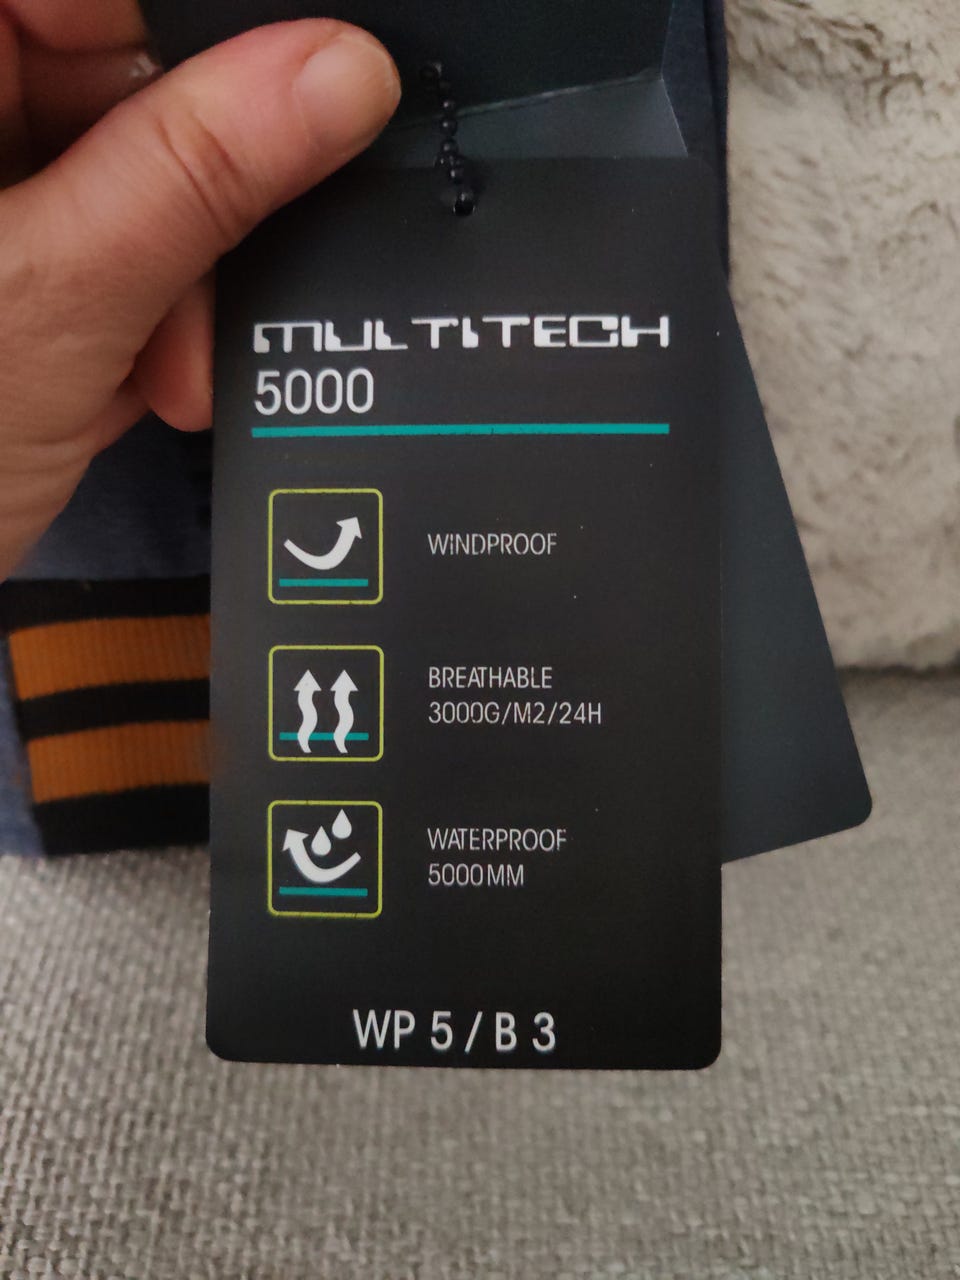 MULTITECH
5000
WINDPROOF
BREATHABLE
3000G/M2/24H
WATERPROOF
5000MM
WP 5 / B 3